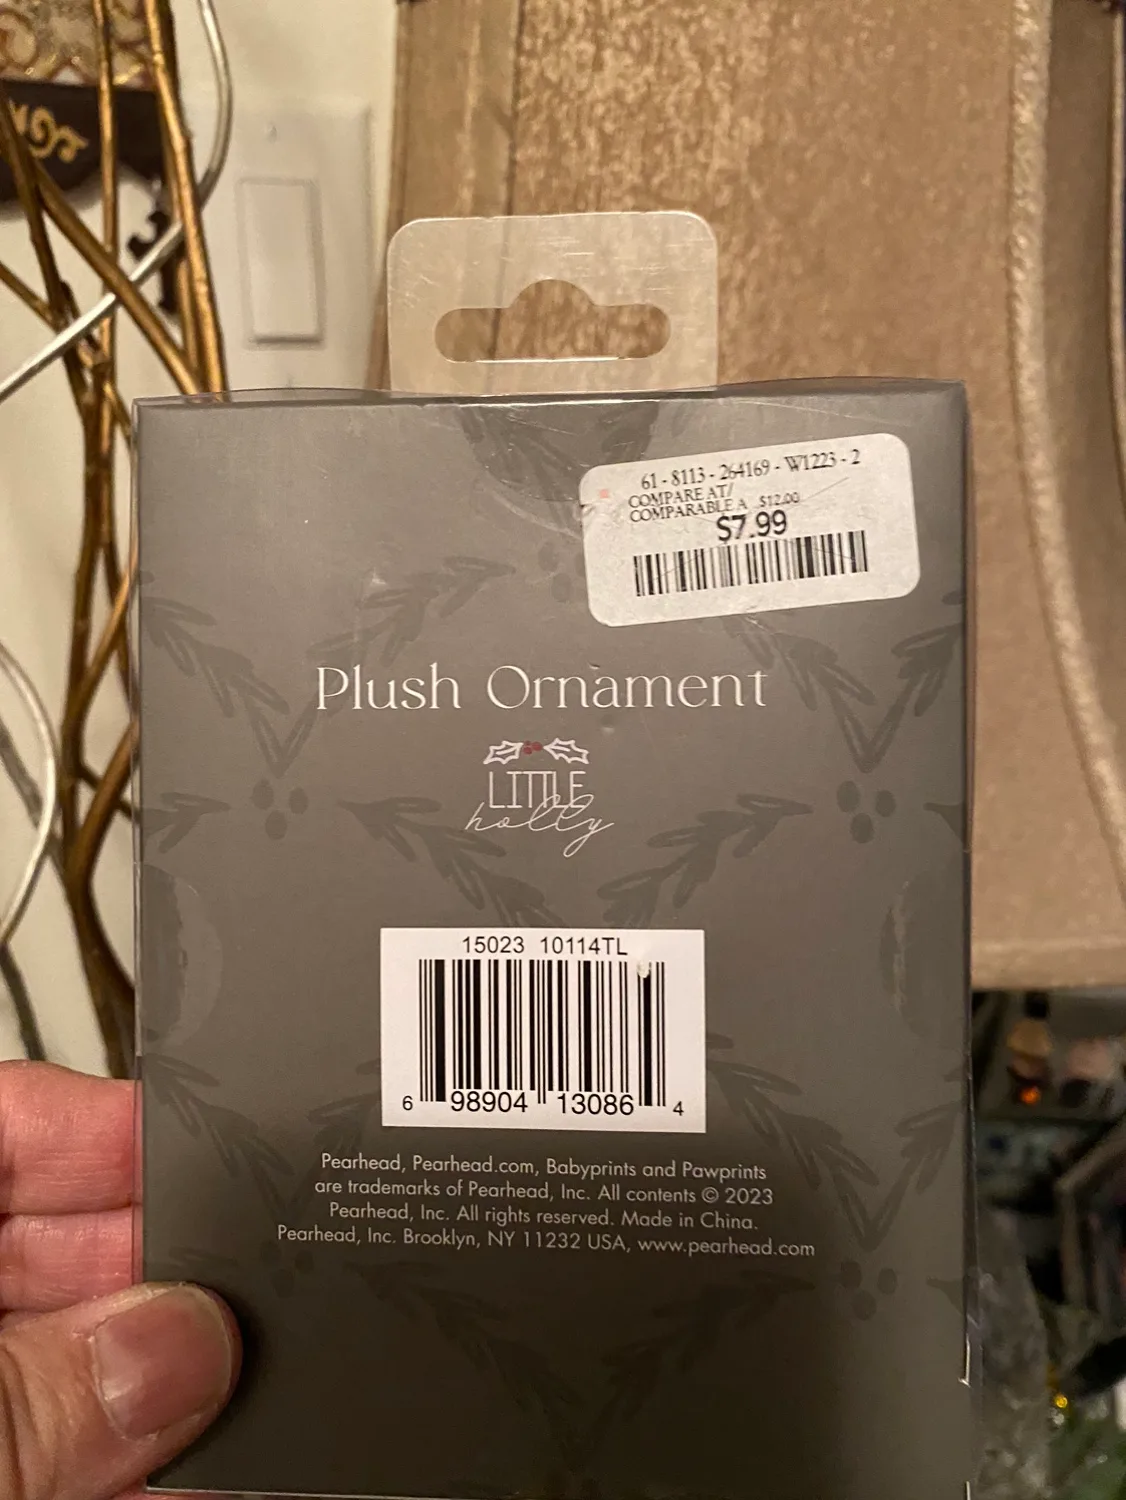 61 - 8113 - 264169 - W1223 - 2
COMPARE AT/
COMPARABLE A $12.00
$7.99
Plush Ornament
LITTLE
holly
15023 10114TL
6 98904 13086 4
Pearhead, Pearhead.com, Babyprints and Pawprints
are trademarks of Pearhead, Inc. All contents © 2023
Pearhead, Inc. All rights reserved. Made in China.
Pearhead, Inc. Brooklyn, NY 11232 USA, www.pearhead.com